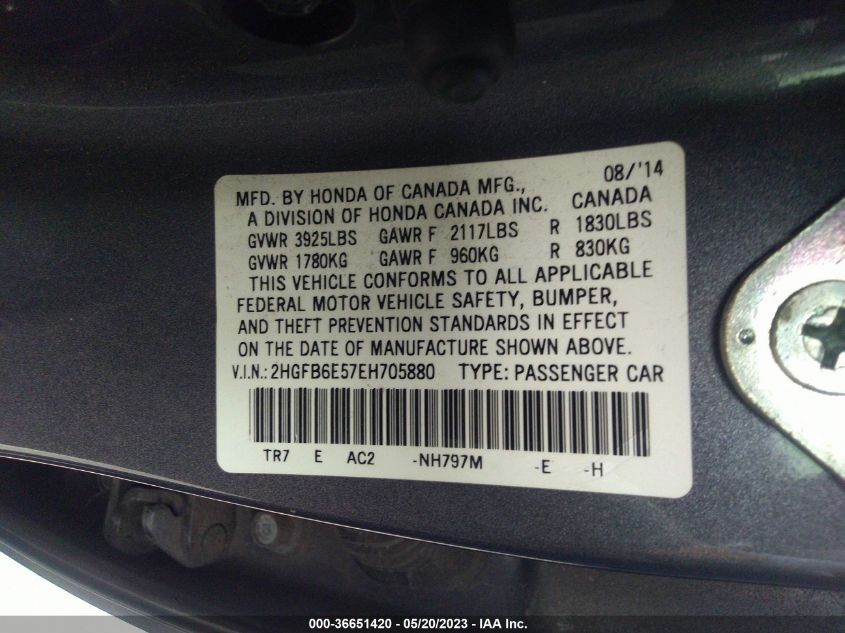 08/'14
MFD. BY HONDA OF CANADA MFG.,
A DIVISION OF HONDA CANADA INC. CANADA
GVWR 3925LBS GAWR F 2117LBS R 1830LBS
GVWR 1780KG GAWR F 960KG R 830KG
THIS VEHICLE CONFORMS TO ALL APPLICABLE
FEDERAL MOTOR VEHICLE SAFETY, BUMPER,
AND THEFT PREVENTION STANDARDS IN EFFECT
ON THE DATE OF MANUFACTURE SHOWN ABOVE.
V.I.N.: 2HGFB6E57EH705880 TYPE: PASSENGER CAR
TR7 E AC2 -NH797M -E -H
000-36651420 - 05/20/2023 - IAA Inc.